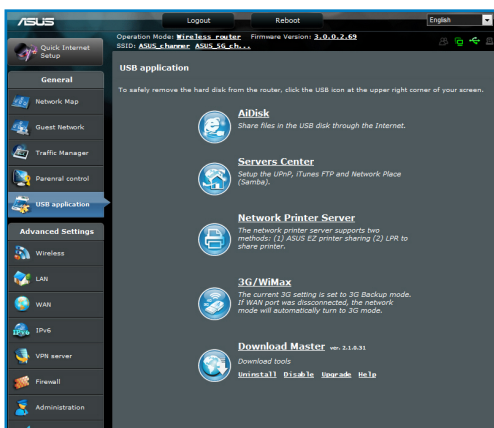 ASUS
Logout
Reboot
English
Quick Internet
Setup
Operation Mode: Wireless router Firmware Version: 3.0.0.2.69
SSID: ASUS_channer ASUS_5G_ch...
General
Network Map
Guest Network
Traffic Manager
Parenral control
USB application
Advanced Settings
Wireless
LAN
WAN
IPv6
VPN server
Firewall
Administration
USB application
To safely remove the hard disk from the router, click the USB icon at the upper right corner of your screen.
AiDisk
Share files in the USB disk through the Internet.
Servers Center
Setup the UPnP, iTunes FTP and Network Place
(Samba).
Network Printer Server
The network printer server supports two
methods: (1) ASUS EZ printer sharing (2) LPR to
share printer.
3G/WiMax
The current 3G setting is set to 3G Backup mode.
If WAN port was dissconnected, the network
mode will automatically turn to 3G mode.
Download Master ver. 2.1.0.31
Download tools
Uninstall Disable Upgrade Help